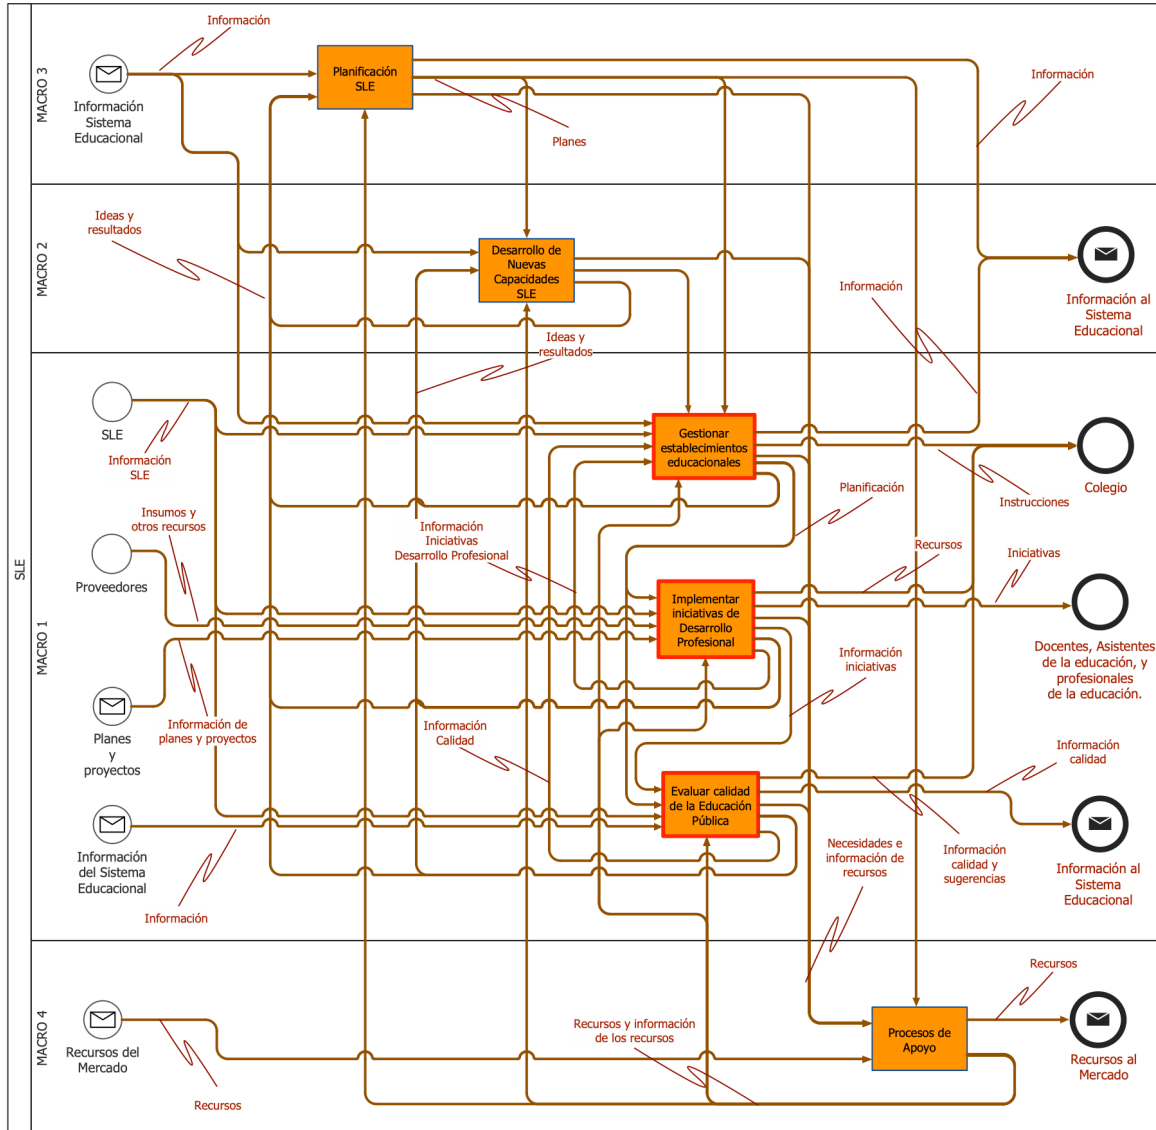 SLE
MACRO 3
Información
Información
Sistema
Educacional
Planificación
SLE
Planes
Información
MACRO 2
Ideas y
resultados
Desarrollo de
Nuevas
Capacidades
SLE
Información
Información al
Sistema
Educacional
Ideas y
resultados
MACRO 1
SLE
Información
SLE
Gestionar
establecimientos
educacionales
Colegio
Instrucciones
Planificación
Insumos y
otros recursos
Proveedores
Información
Iniciativas
Desarrollo Profesional
Recursos
Iniciativas
Implementar
iniciativas de
Desarrollo
Profesional
Docentes, Asistentes
de la educación, y
profesionales
de la educación.
Información
iniciativas
Planes
y
proyectos
Información de
planes y proyectos
Información
Calidad
Información
calidad
Evaluar calidad
de la Educación
Pública
Información
del Sistema
Educacional
Información
Necesidades e
información de
recursos
Información
calidad y
sugerencias
Información al
Sistema
Educacional
MACRO 4
Recursos del
Mercado
Recursos
Recursos y información
de los recursos
Procesos de
Apoyo
Recursos
Recursos al
Mercado